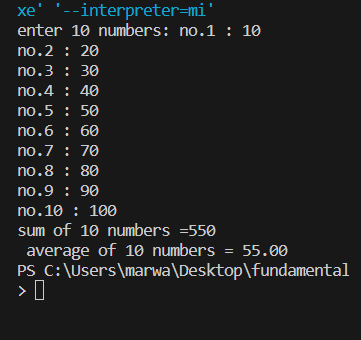 xe' '--interpreter=mi'
enter 10 numbers: no.1 : 10
no.2 : 20
no.3 : 30
no.4 : 40
no.5 : 50
no.6 : 60
no.7 : 70
no.8 : 80
no.9 : 90
no.10 : 100
sum of 10 numbers =550
 average of 10 numbers = 55.00
PS C:\Users\marwa\Desktop\fundamental
>